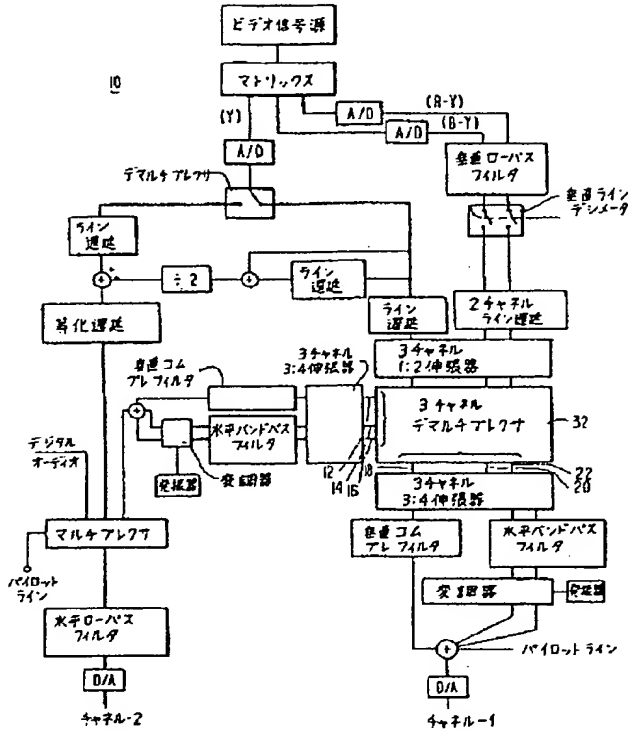 ビデオ信号源
10
マトリックス
(Y)
A/D
(R-Y)
A/D
(B-Y)
A/D
垂直ローパス
フィルタ
デマルチプレクサ
垂直ライン
デシメータ
ライン
遅延
÷2
ライン
遅延
ライン
遅延
2チャネル
ライン遅延
等化遅延
3チャネル
1:2伸張器
垂直コム
プレフィルタ
3チャネル
3:4伸張器
3チャネル
デマルチプレクサ
32
水平バンドパス
フィルタ
12
14
16
18
デジタル
オーディオ
発振器
変調器
22
20
3チャネル
3:4伸張器
マルチプレクサ
垂直コム
プレフィルタ
水平バンドパス
フィルタ
パイロット
ライン
変調器
発振器
水平ローパス
フィルタ
パイロットライン
D/A
D/A
チャネル-2
チャネル-1